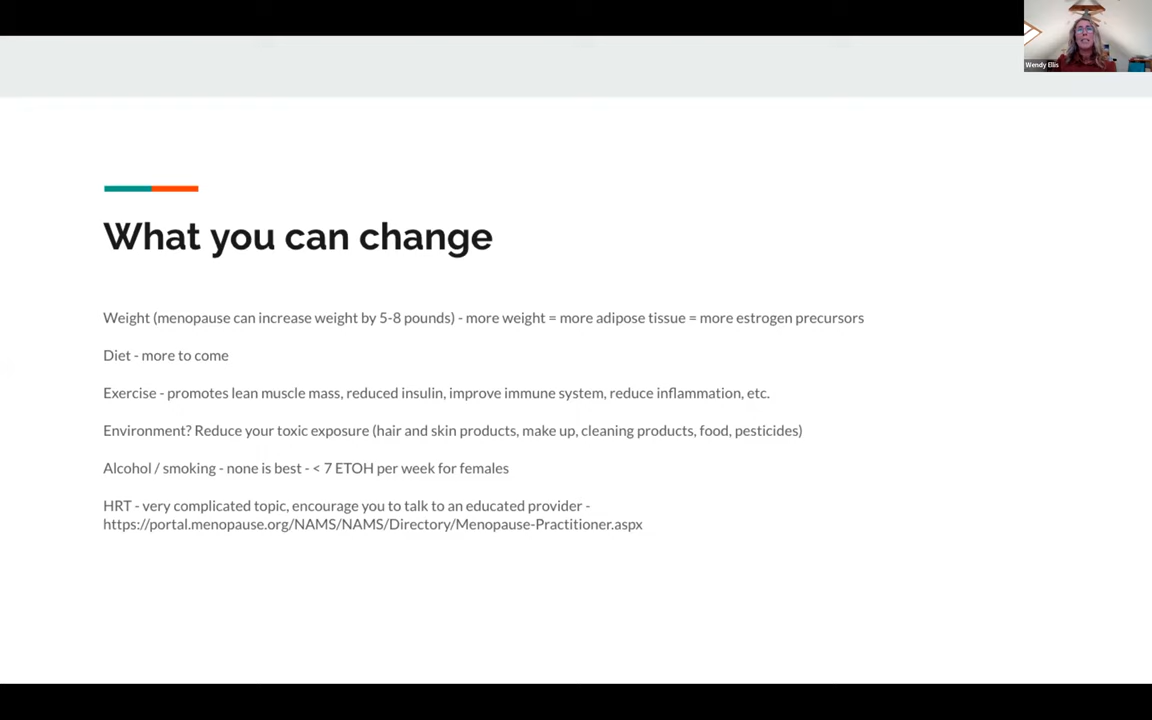 Wendy Ellis
What you can change
Weight (menopause can increase weight by 5-8 pounds) - more weight = more adipose tissue = more estrogen precursors
Diet - more to come
Exercise - promotes lean muscle mass, reduced insulin, improve immune system, reduce inflammation, etc.
Environment? Reduce your toxic exposure (hair and skin products, make up, cleaning products, food, pesticides)
Alcohol / smoking - none is best - < 7 ETOH per week for females
HRT - very complicated topic, encourage you to talk to an educated provider -
https://portal.menopause.org/NAMS/NAMS/Directory/Menopause-Practitioner.aspx